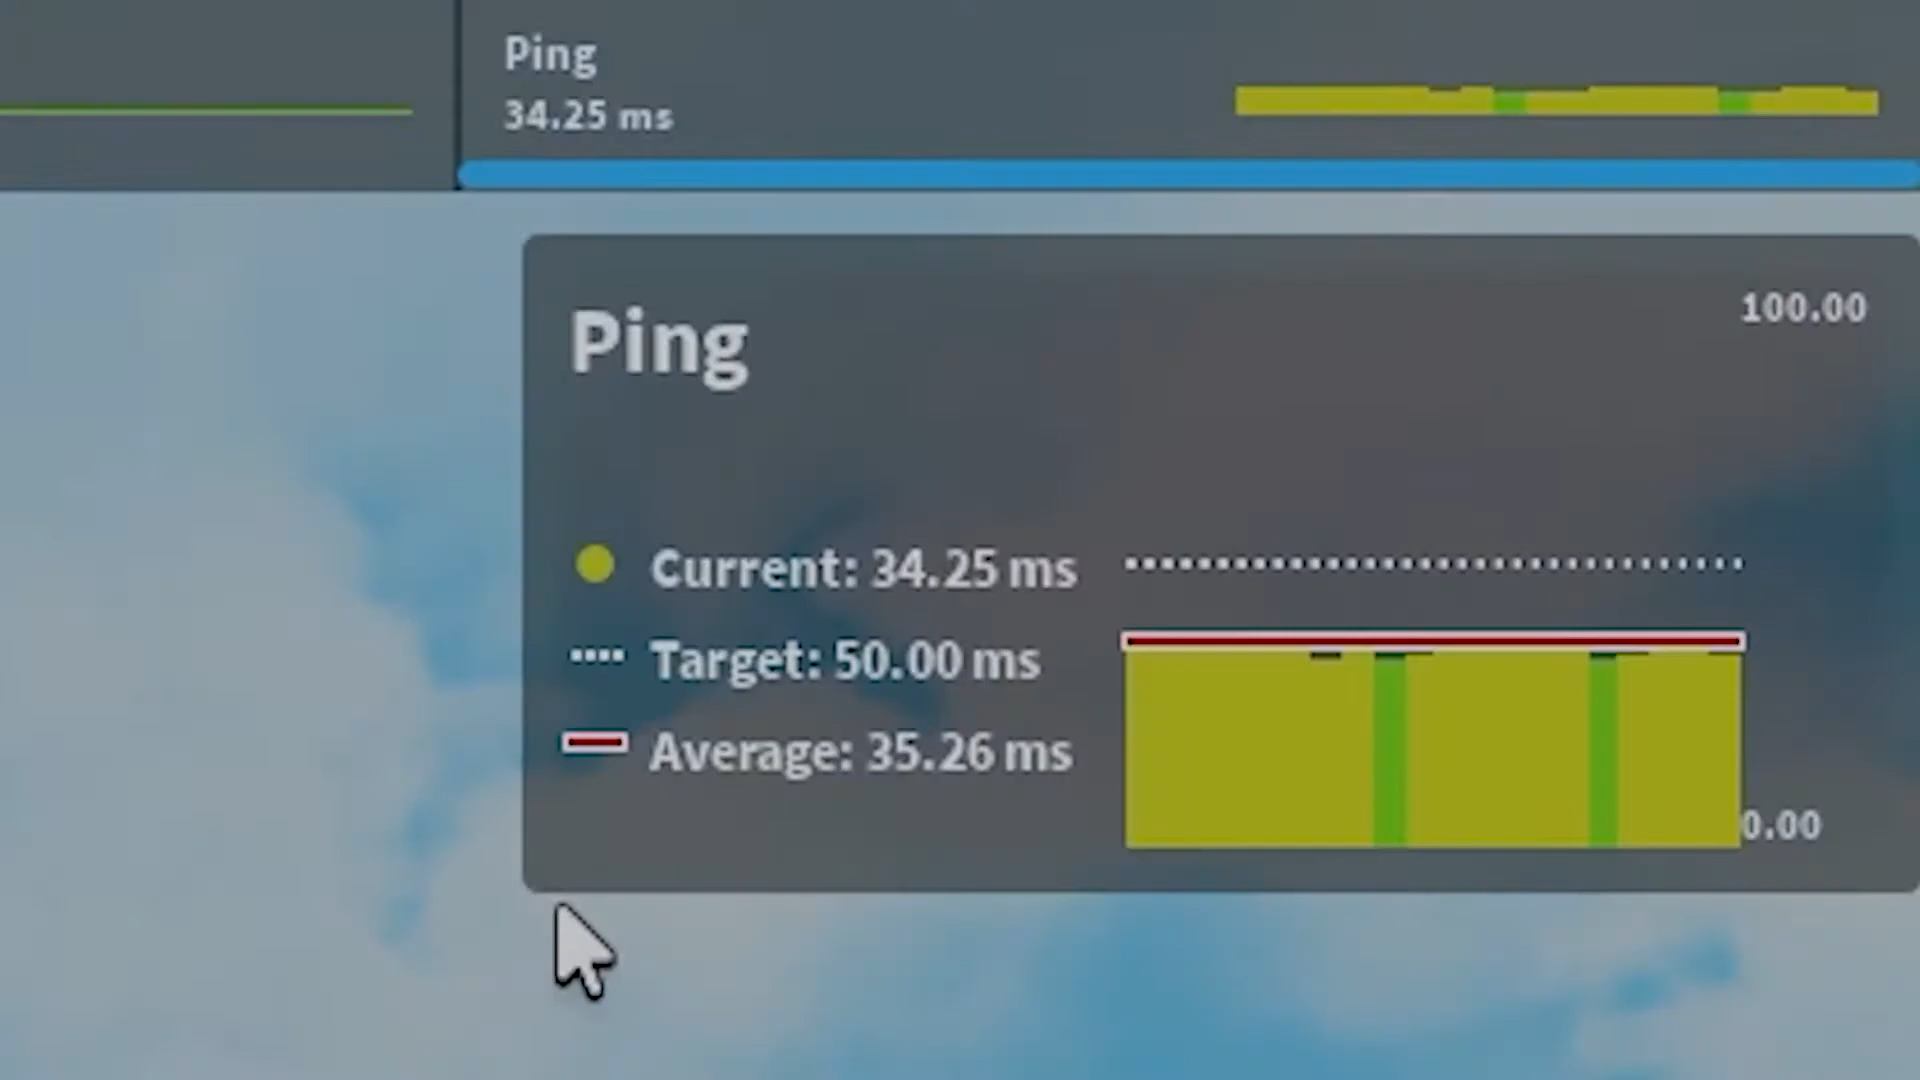 Ping
34.25 ms
Ping
100.00
Current: 34.25 ms
Target: 50.00 ms
Average: 35.26 ms
0.00